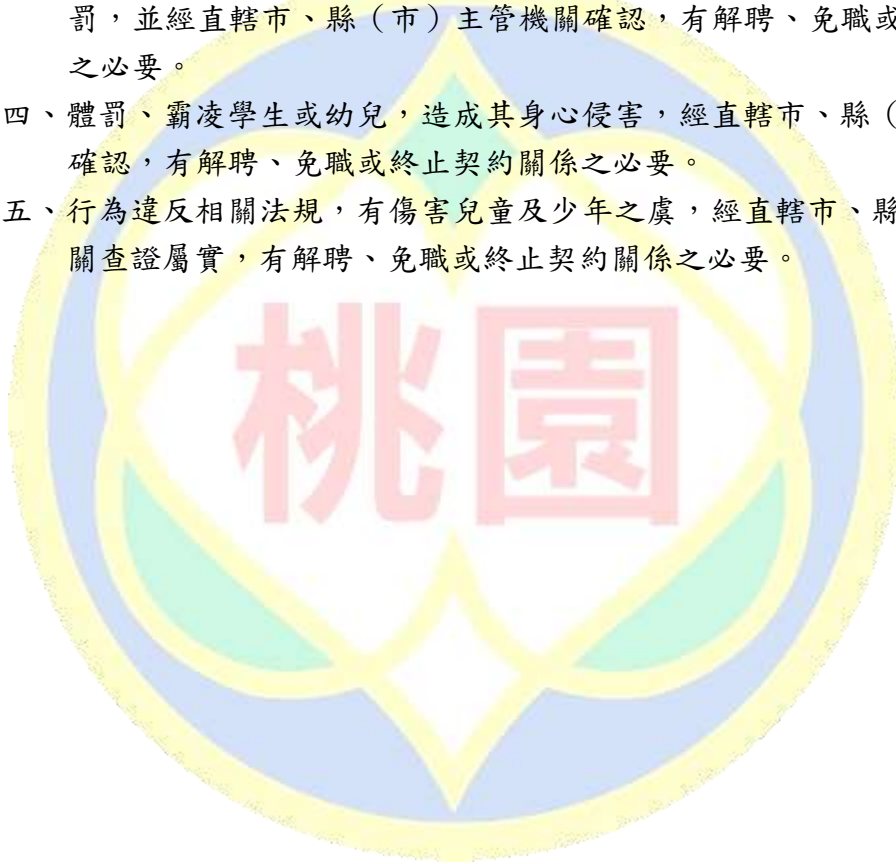 罰，並經直轄市、縣（市）主管機關確認，有解聘、免職或
之必要。
四、體罰、霸凌學生或幼兒，造成其身心侵害，經直轄市、縣（
確認，有解聘、免職或終止契約關係之必要。
五、行為違反相關法規，有傷害兒童及少年之虞，經直轄市、縣
關查證屬實，有解聘、免職或終止契約關係之必要。
桃園